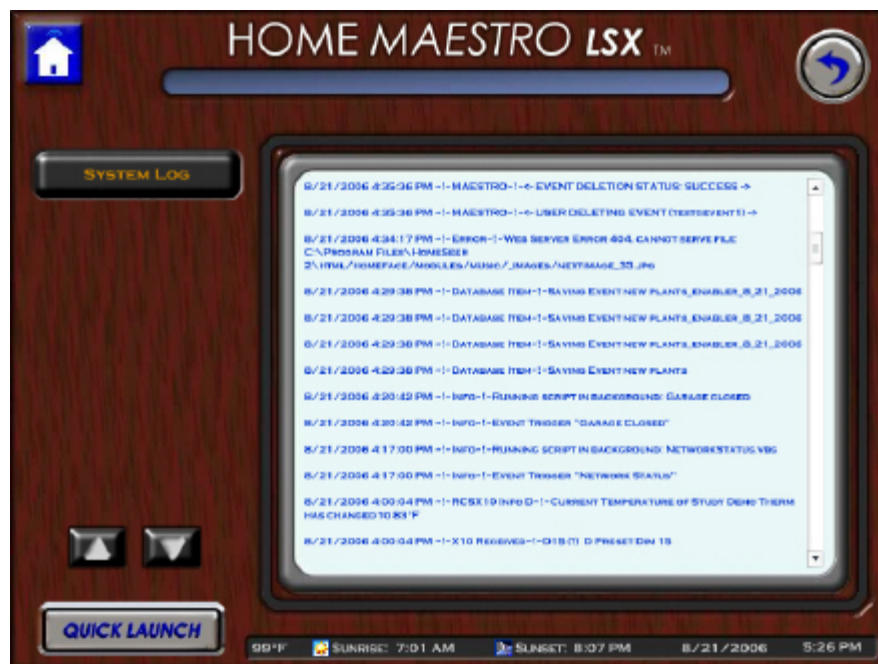 HOME MAESTRO LSX TM
SYSTEM LOG
8/21/2006 4:35:36 PM ~!~MAESTRO~!~<- EVENT DELETION STATUS: SUCCESS ->
8/21/2006 4:35:36 PM ~!~MAESTRO~!~<- USER DELETING EVENT (TESTGEVENT1) ->
8/21/2006 4:34:17 PM ~!~ERROR~!~WEB SERVER ERROR 404, CANNOT SERVE FILE
C:\PROGRAM FILES\HOMESEER
2\HTML/HOMEFACE/MODULES/MUSIC/_IMAGES/NEXTIMAGE_33.JPG
8/21/2006 4:29:38 PM ~!~DATABASE ITEM~!~SAVING EVENT NEW PLANTS_ENABLER_8_21_2006
8/21/2006 4:29:38 PM ~!~DATABASE ITEM~!~SAVING EVENT NEW PLANTS_ENABLER_8_21_2006
8/21/2006 4:29:38 PM ~!~DATABASE ITEM~!~SAVING EVENT NEW PLANTS_ENABLER_8_21_2006
8/21/2006 4:29:38 PM ~!~DATABASE ITEM~!~SAVING EVENT NEW PLANTS
8/21/2006 4:20:42 PM ~!~INFO~!~RUNNING SCRIPT IN BACKGROUND: GARAGE CLOSED
8/21/2006 4:20:42 PM ~!~INFO~!~EVENT TRIGGER "GARAGE CLOSED"
8/21/2006 4:17:00 PM ~!~INFO~!~RUNNING SCRIPT IN BACKGROUND: NETWORKSTATUS.VBS
8/21/2006 4:17:00 PM ~!~INFO~!~EVENT TRIGGER "NETWORK STATUS"
8/21/2006 4:00:04 PM ~!~RCSX10 INFO D~!~CURRENT TEMPERATURE OF STUDY DEMO THERM
HAS CHANGED TO 83°F
8/21/2006 4:00:04 PM ~!~X10 RECEIVED~!~D15 (?) D PRESET DIM 15
QUICK LAUNCH
99°F SUNRISE: 7:01 AM SUNSET: 8:07 PM 8/21/2006 5:26 PM